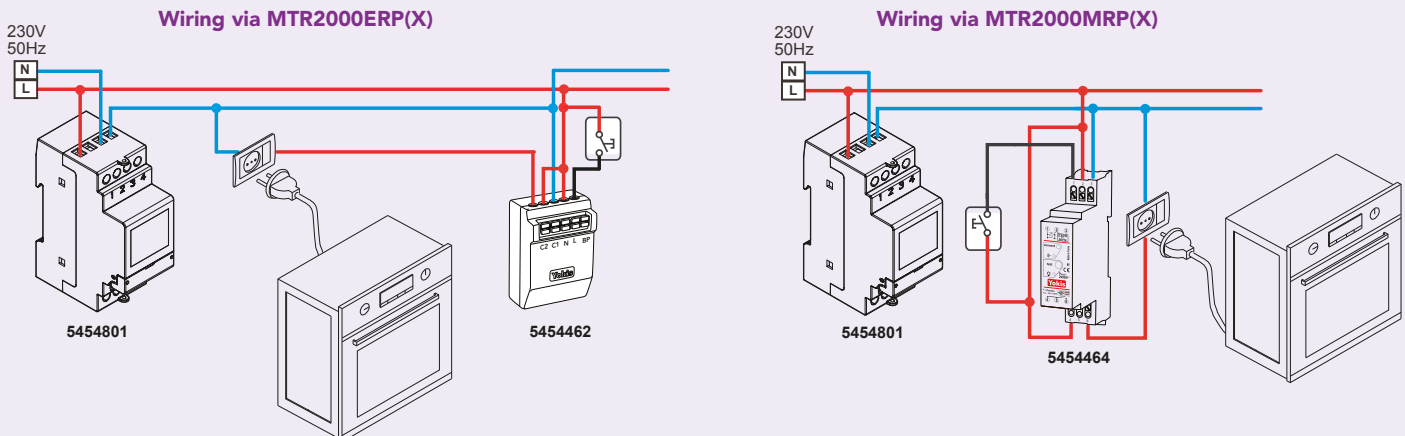 Wiring via MTR2000ERP(X)
230V
50Hz
N
L
1 2 3 4
C2 C1 N L BP
Yokis
5454801
5454462
Wiring via MTR2000MRP(X)
230V
50Hz
N
L
1 2 3 4
Yokis
5454801
5454464